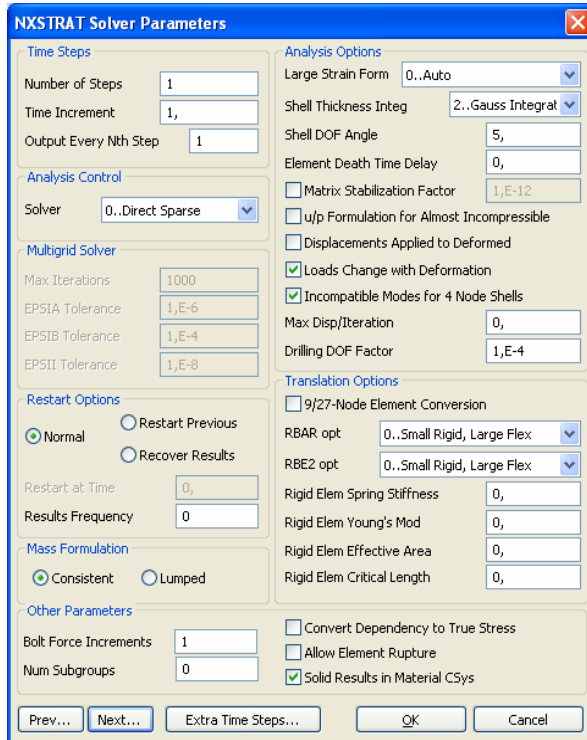 NXSTRAT Solver Parameters
Time Steps
Number of Steps 1
Time Increment 1,
Output Every Nth Step 1
Analysis Control
Solver 0..Direct Sparse
Multigrid Solver
Max Iterations 1000
EPSIA Tolerance 1,E-6
EPSIB Tolerance 1,E-4
EPSII Tolerance 1,E-8
Restart Options
Normal
Restart Previous
Recover Results
Restart at Time 0,
Results Frequency 0
Mass Formulation
Consistent Lumped
Analysis Options
Large Strain Form 0..Auto
Shell Thickness Integ 2..Gauss Integrat
Shell DOF Angle 5,
Element Death Time Delay 0,
Matrix Stabilization Factor 1,E-12
u/p Formulation for Almost Incompressible
Displacements Applied to Deformed
Loads Change with Deformation
Incompatible Modes for 4 Node Shells
Max Disp/Iteration 0,
Drilling DOF Factor 1,E-4
Translation Options
9/27-Node Element Conversion
RBAR opt 0..Small Rigid, Large Flex
RBE2 opt 0..Small Rigid, Large Flex
Rigid Elem Spring Stiffness 0,
Rigid Elem Young's Mod 0,
Rigid Elem Effective Area 0,
Rigid Elem Critical Length 0,
Other Parameters
Bolt Force Increments 1
Num Subgroups 0
Convert Dependency to True Stress
Allow Element Rupture
Solid Results in Material CSys
Prev... Next... Extra Time Steps... OK Cancel